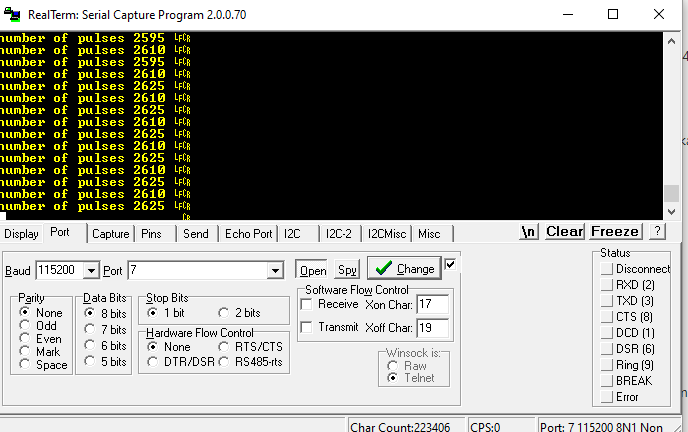 RealTerm: Serial Capture Program 2.0.0.70
number of pulses 2595 LFCR
number of pulses 2610 LFCR
number of pulses 2595 LFCR
number of pulses 2610 LFCR
number of pulses 2625 LFCR
number of pulses 2610 LFCR
number of pulses 2625 LFCR
number of pulses 2610 LFCR
number of pulses 2625 LFCR
number of pulses 2610 LFCR
number of pulses 2625 LFCR
number of pulses 2610 LFCR
number of pulses 2625 LFCR
number of pulses 2610 LFCR
number of pulses 2625 LFCR
CR
Display Port Capture Pins Send Echo Port I2C I2C-2 I2CMisc Misc \n Clear Freeze ?
Baud 115200 Port 7 Open Spy Change
Parity
None
Odd
Even
Mark
Space
Data Bits
8 bits
7 bits
6 bits
5 bits
Stop Bits
1 bit 2 bits
Hardware Flow Control
None RTS/CTS
DTR/DSR RS485-rts
Software Flow Control
Receive Xon Char: 17
Transmit Xoff Char: 19
Winsock is:
Raw
Telnet
Status
Disconnect
RXD (2)
TXD (3)
CTS (8)
DCD (1)
DSR (6)
Ring (9)
BREAK
Error
Char Count:223406 CPS:0 Port: 7 115200 8N1 Non